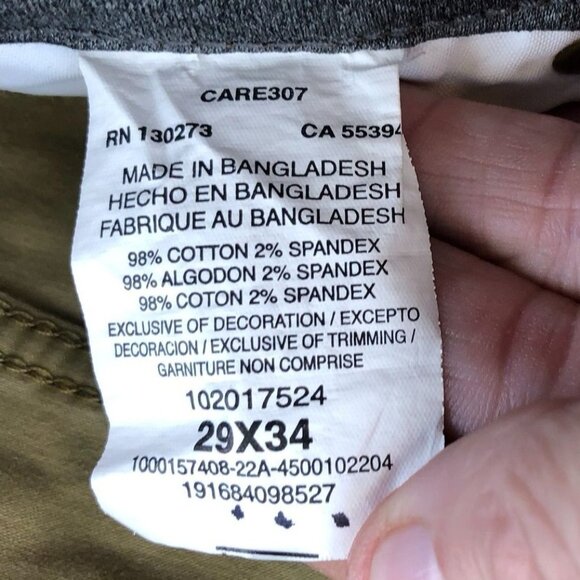 CARE307
RN 130273 CA 55394
MADE IN BANGLADESH
HECHO EN BANGLADESH
FABRIQUE AU BANGLADESH
98% COTTON 2% SPANDEX
98% ALGODON 2% SPANDEX
98% COTON 2% SPANDEX
EXCLUSIVE OF DECORATION / EXCEPTO
DECORACION / EXCLUSIVE OF TRIMMING /
GARNITURE NON COMPRISE
102017524
29X34
1000157408-22A-4500102204
191684098527